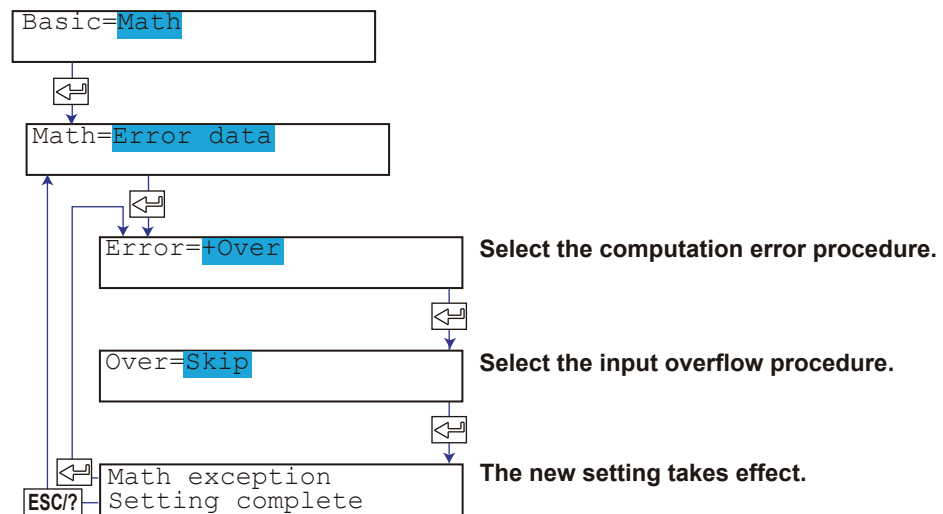 Basic=Math
Math=Error data
Error=+Over
Select the computation error procedure.
Over=Skip
Select the input overflow procedure.
Math exception
Setting complete
The new setting takes effect.
ESC/?